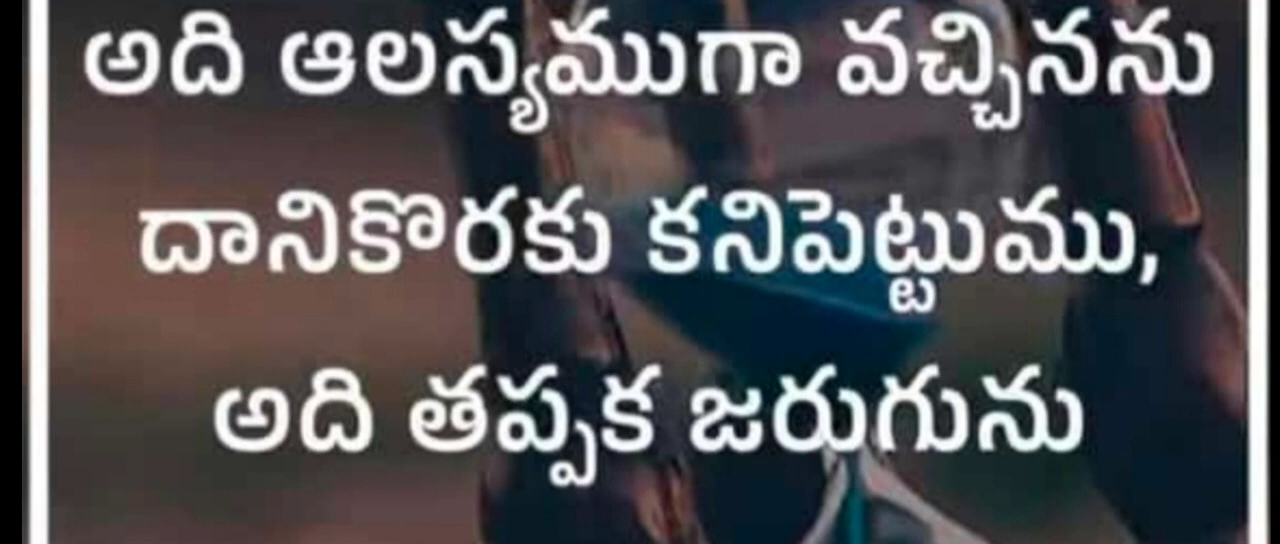 అది ఆలస్యముగా వచ్చినను
దానికొరకు కనిపెట్టుము,
అది తప్పక జరుగును